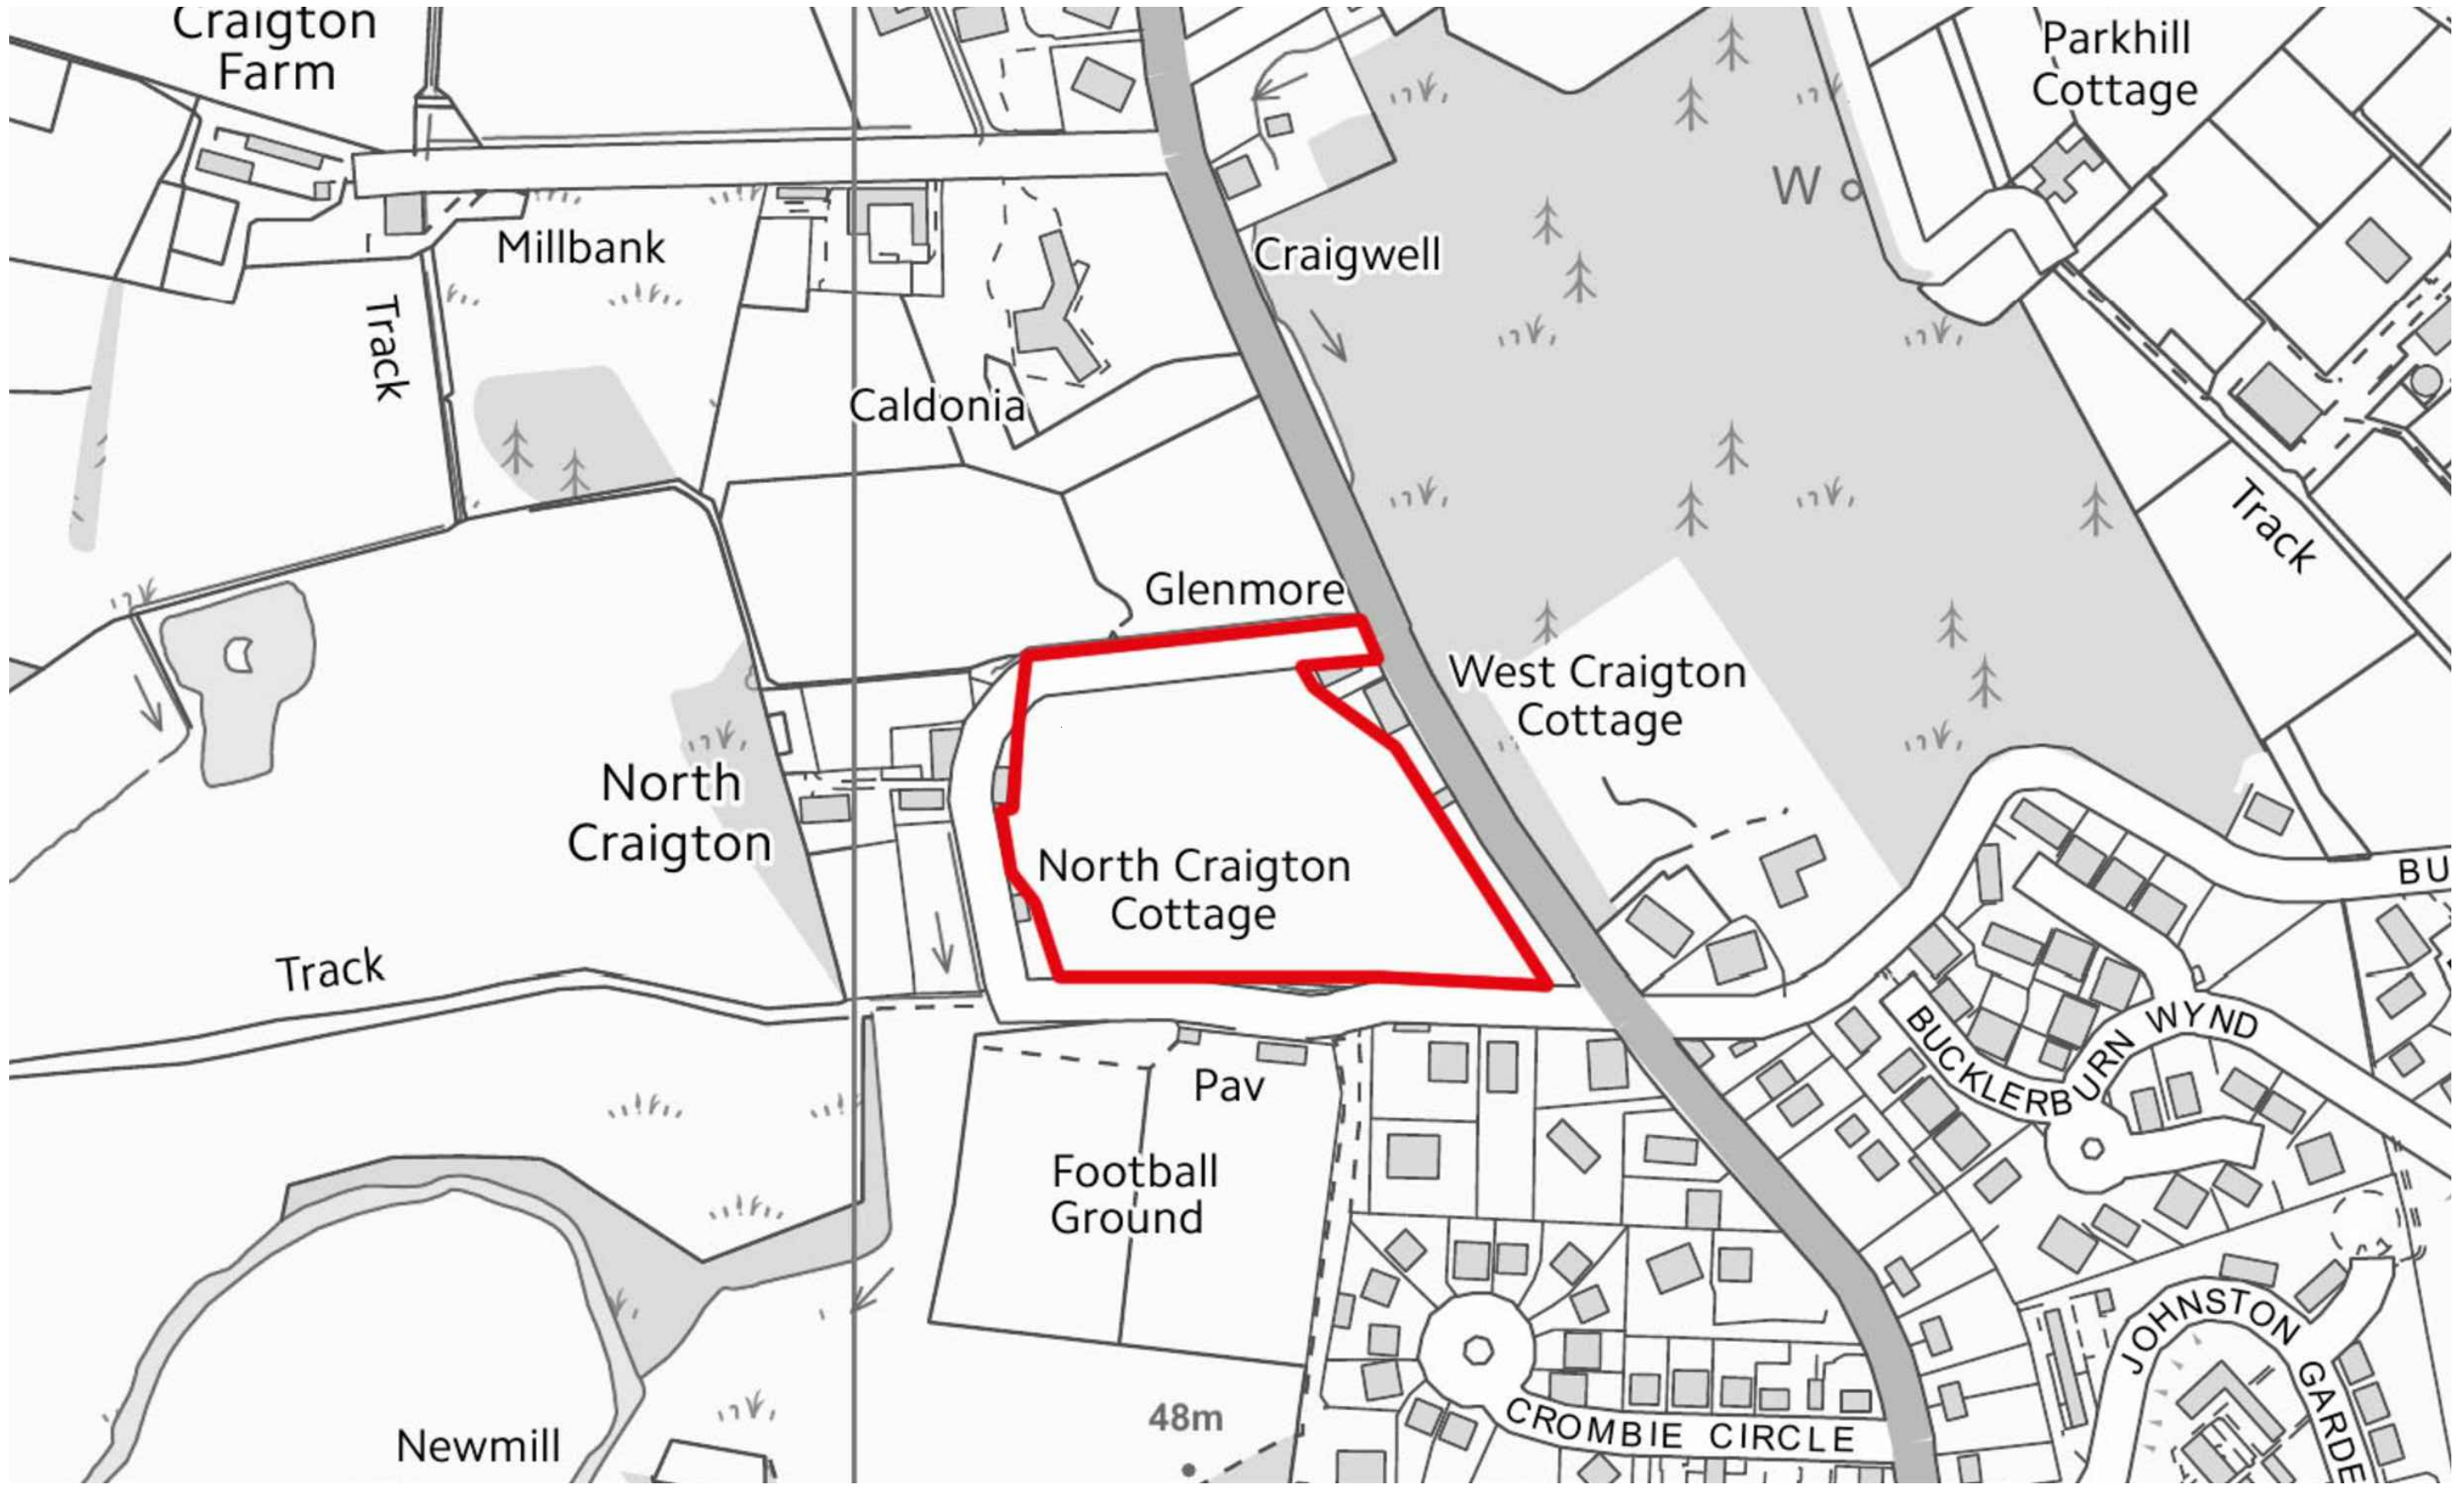 Craigton
Farm
Parkhill
Cottage
W
Millbank
Craigwell
Track
Caldonia
Track
Glenmore
West Craigton
Cottage
North
Craigton
North Craigton
Cottage
BU
Track
BUCKLERBURN WYND
Pav
Football
Ground
JOHNSTON GARDE
48m
CROMBIE CIRCLE
Newmill